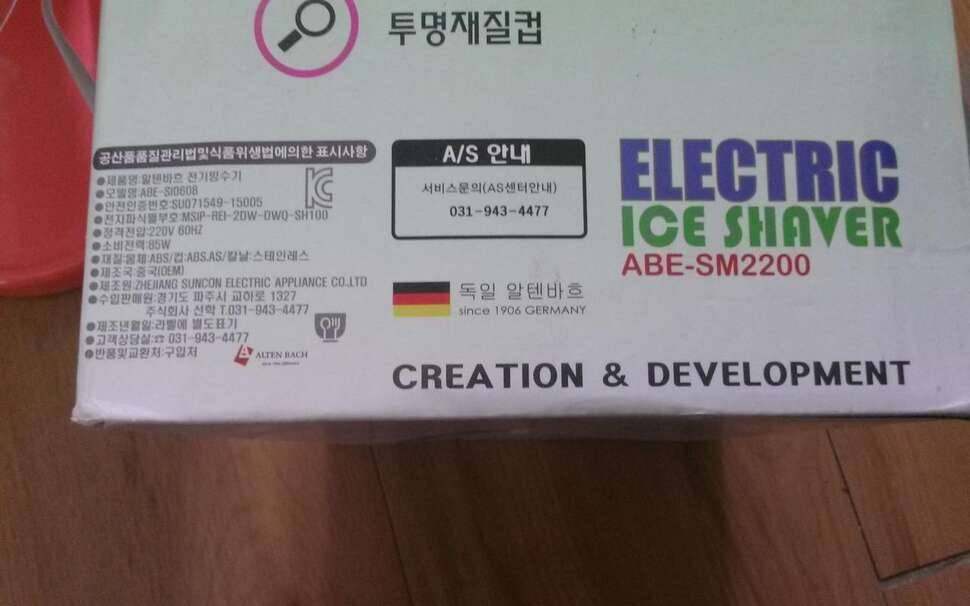 투명재질컵
공산품품질관리법및식품위생법에의한 표시사항
●제품명:알텐바흐 전기빙수기
●모델명:ABE-SI0608
●안전인증번호:SU071549-15005
●전자파식별부호:MSIP-REI-2DW-DWQ-SH100
●정격전압:220V 60HZ
●소비전력:85W
●재질:몸체:ABS/컵:ABS.AS/칼날:스테인레스
●제조국:중국(OEM)
●제조원:ZHEJIANG SUNCON ELECTRIC APPLIANCE CO.LTD
●수입판매원:경기도 파주시 교하로 1327
주식회사 선학 T.031-943-4477
●제조년월일:라벨에 별도표기
●고객상담실:☎ 031-943-4477
●반품및교환처:구입처
ALTEN BACH
A/S 안내
서비스문의(AS센터안내)
031-943-4477
독일 알텐바흐
since 1906 GERMANY
ELECTRIC
ICE SHAVER
ABE-SM2200
CREATION & DEVELOPMENT